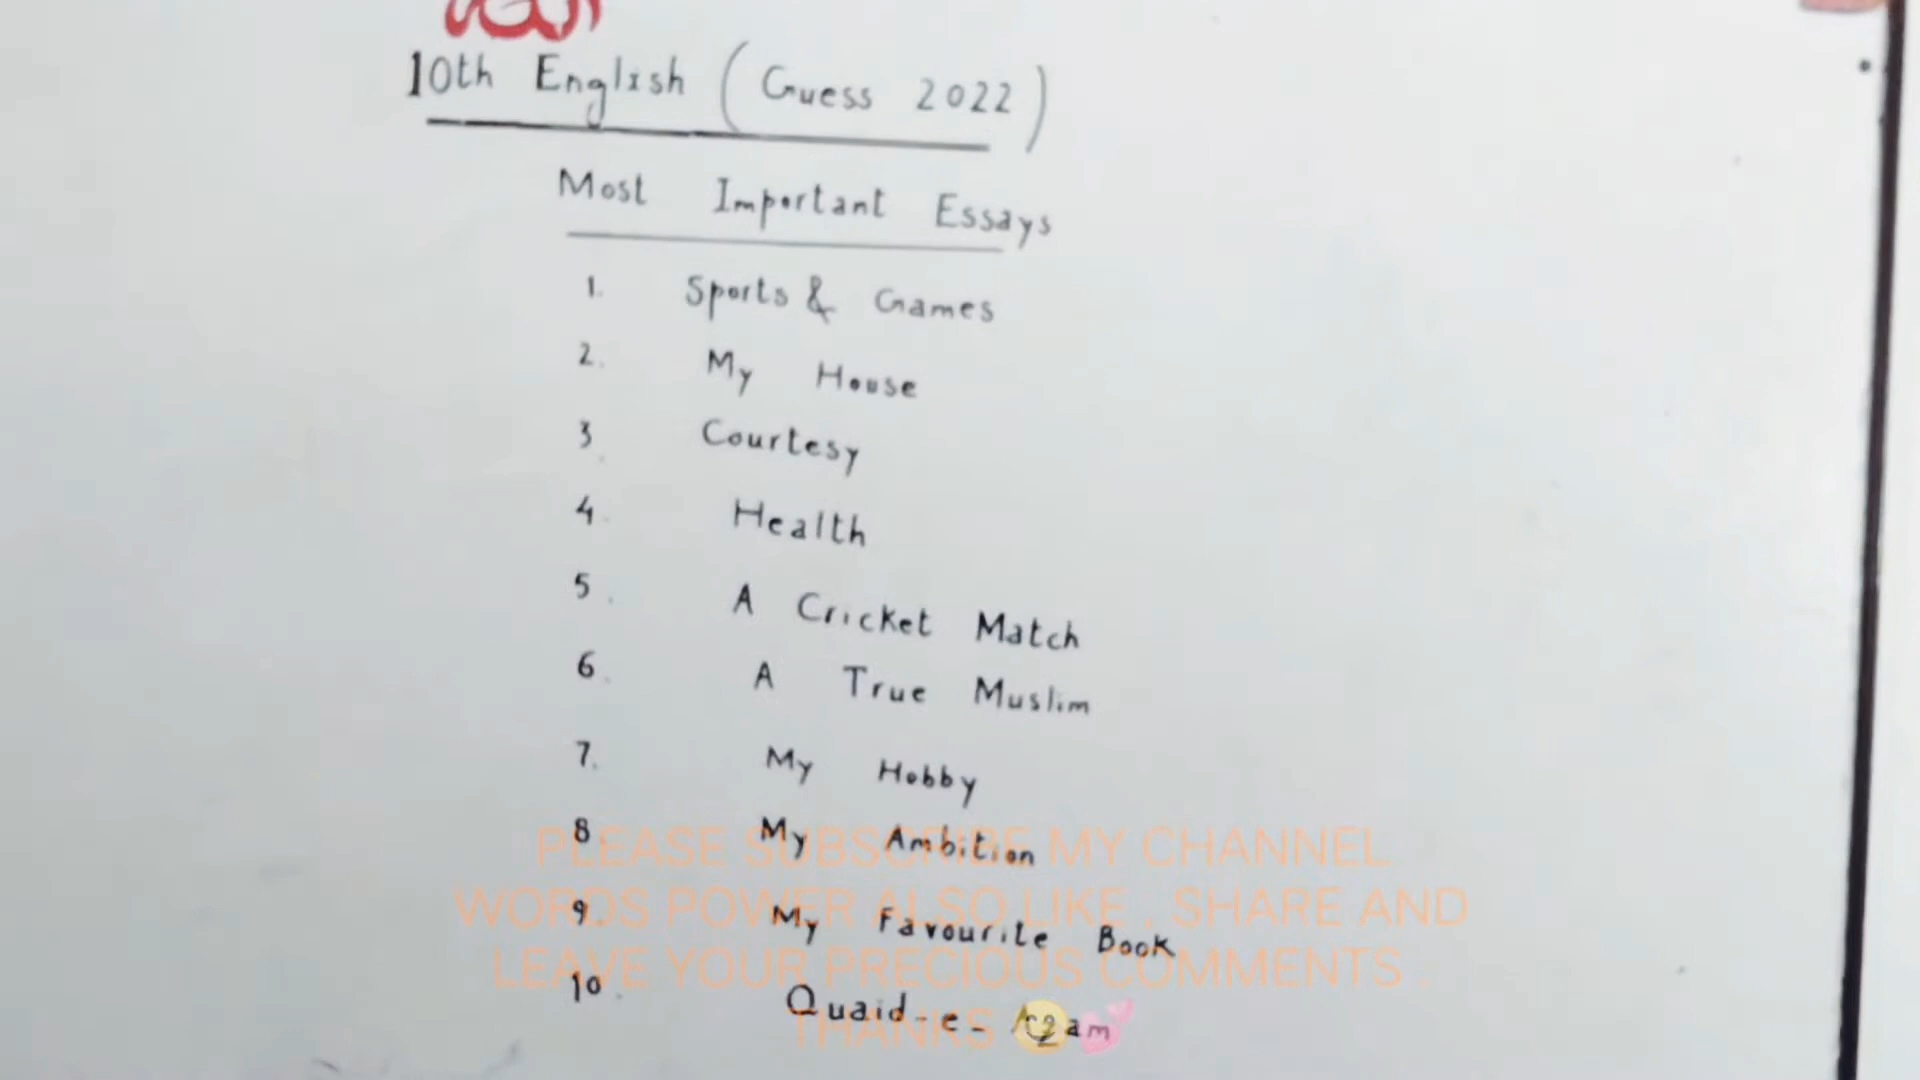 10th English (Guess 2022)
Most Important Essays
1. Sports & Games
2. My House
3. Courtesy
4. Health
5. A Cricket Match
6. A True Muslim
7. My Hobby
8. My Ambition
9. My Favourite Book
10. Quaid-e-Azam
PLEASE SUBSCRIBE MY CHANNEL
WORDS POWER ALSO LIKE , SHARE AND
LEAVE YOUR PRECIOUS COMMENTS .
THANKS 😊💕